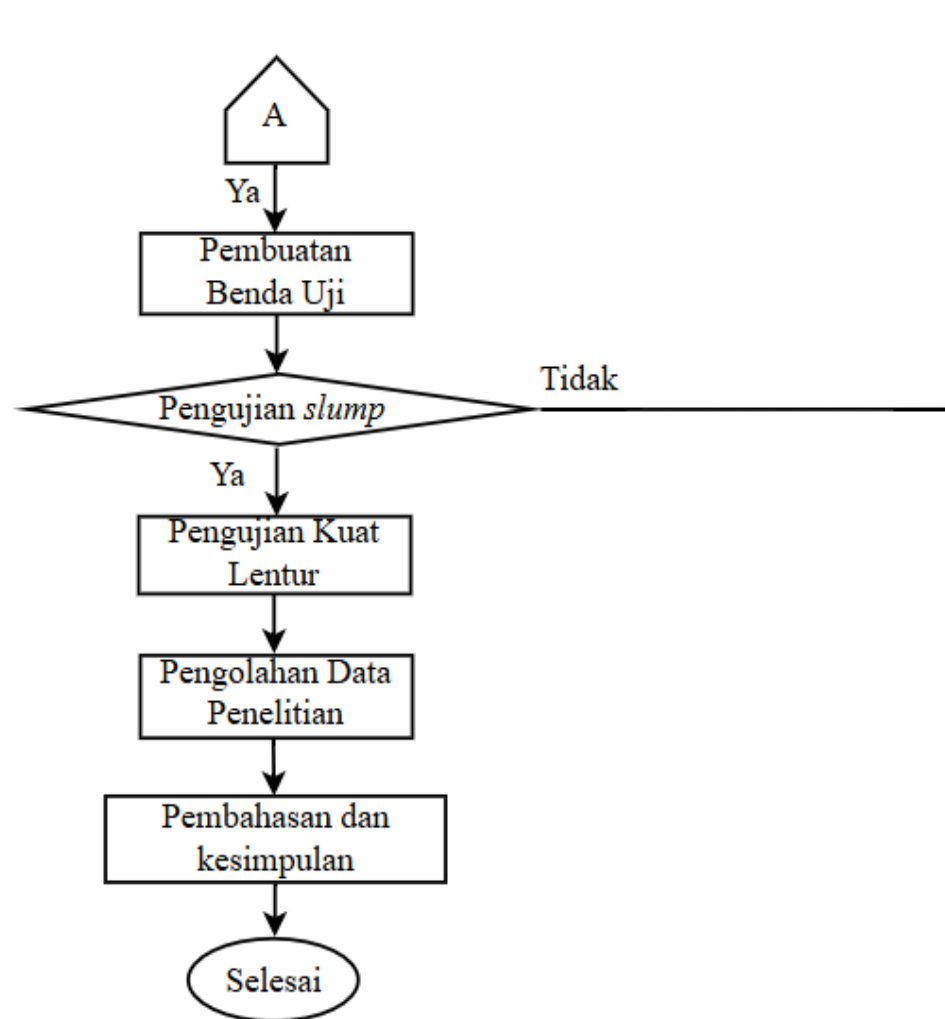 A
Ya
Pembuatan
Benda Uji
Tidak
Pengujian slump
Ya
Pengujian Kuat
Lentur
Pengolahan Data
Penelitian
Pembahasan dan
kesimpulan
Selesai